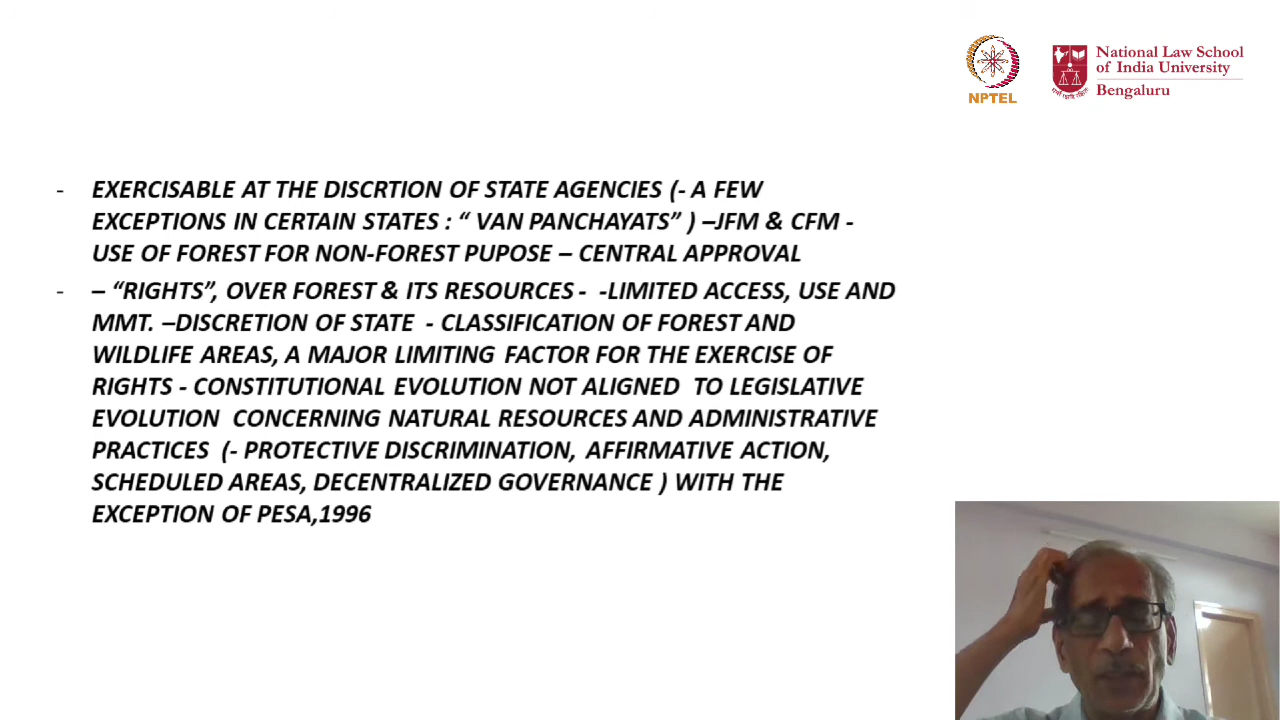 National Law School
of India University
NPTEL
Bengaluru
- EXERCISABLE AT THE DISCRTION OF STATE AGENCIES (- A FEW
EXCEPTIONS IN CERTAIN STATES : “ VAN PANCHAYATS” ) –JFM & CFM -
USE OF FOREST FOR NON-FOREST PUPOSE – CENTRAL APPROVAL
- – “RIGHTS”, OVER FOREST & ITS RESOURCES - -LIMITED ACCESS, USE AND
MMT. –DISCRETION OF STATE - CLASSIFICATION OF FOREST AND
WILDLIFE AREAS, A MAJOR LIMITING FACTOR FOR THE EXERCISE OF
RIGHTS - CONSTITUTIONAL EVOLUTION NOT ALIGNED TO LEGISLATIVE
EVOLUTION CONCERNING NATURAL RESOURCES AND ADMINISTRATIVE
PRACTICES (- PROTECTIVE DISCRIMINATION, AFFIRMATIVE ACTION,
SCHEDULED AREAS, DECENTRALIZED GOVERNANCE ) WITH THE
EXCEPTION OF PESA,1996